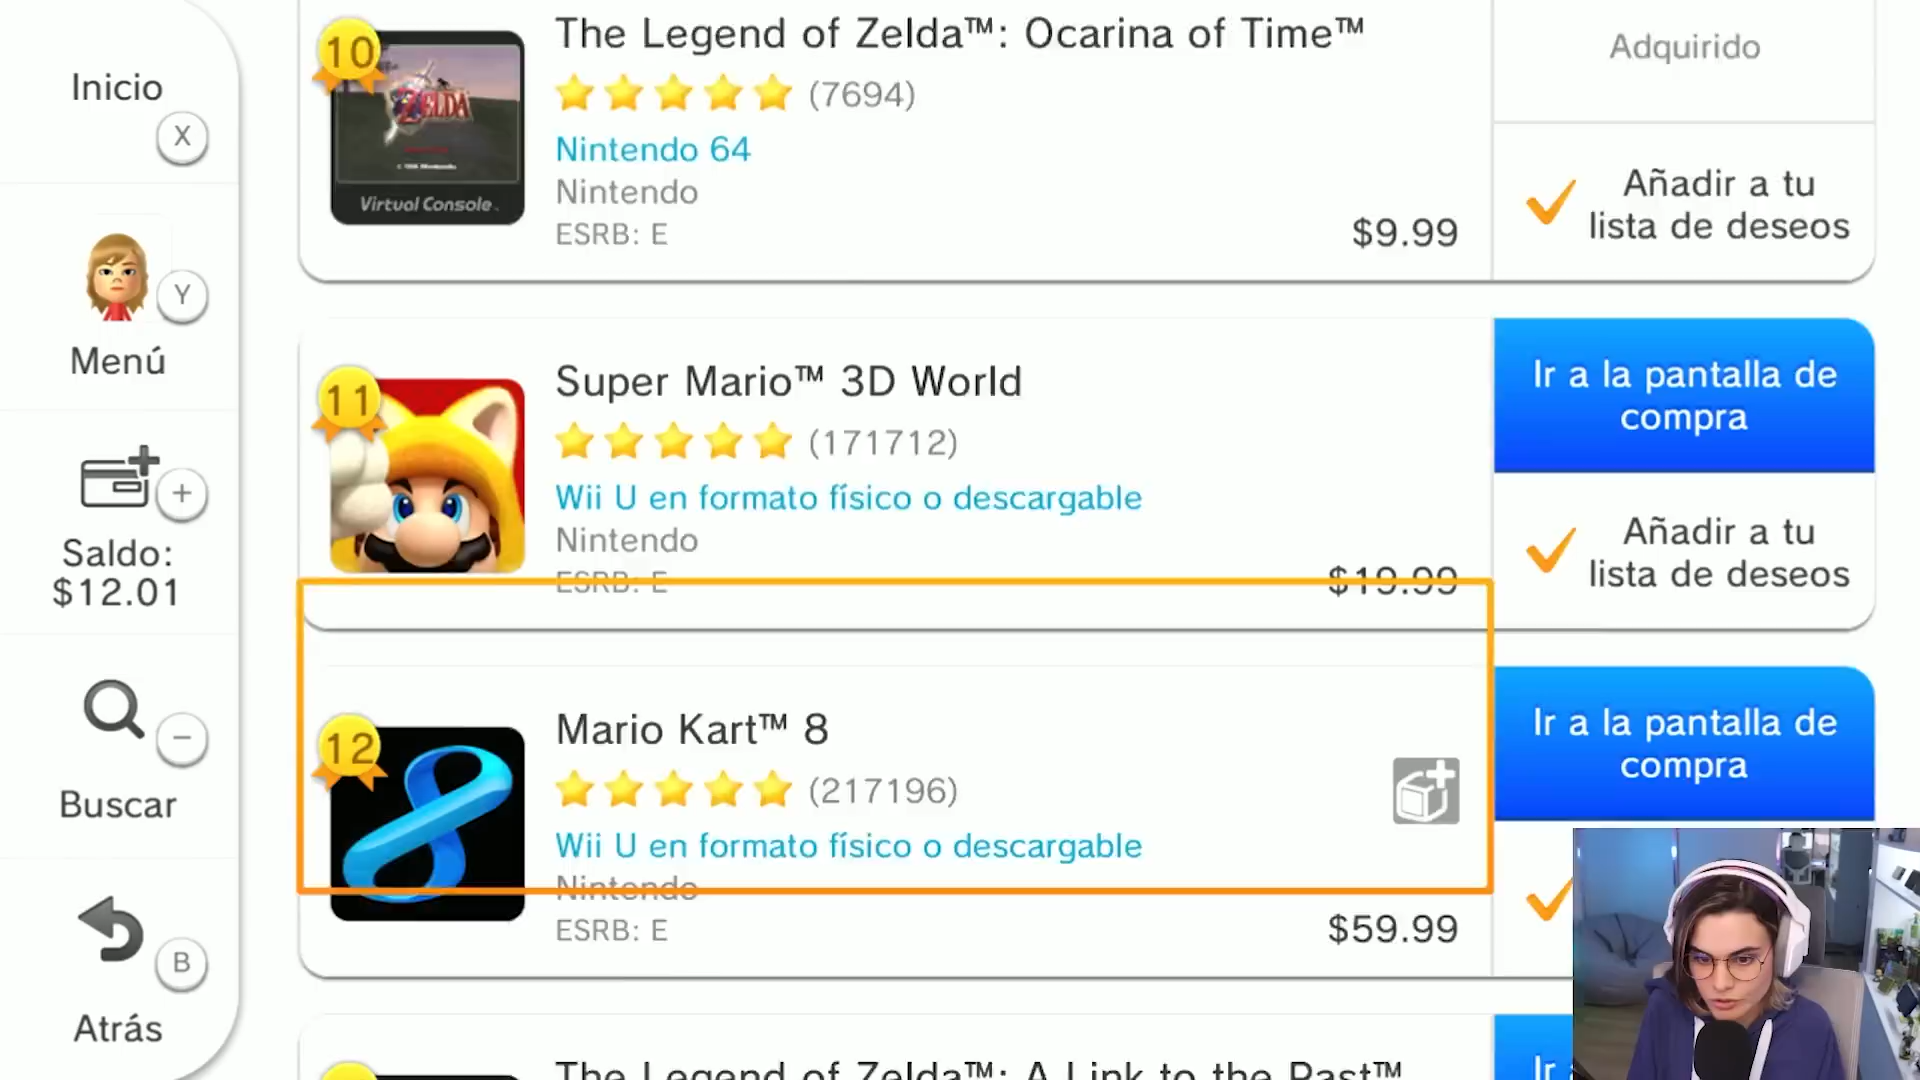 Inicio
X
Y
Menú
+
Saldo:
$12.01
−
Buscar
B
Atrás
10
ZELDA
Virtual Console
The Legend of Zelda™: Ocarina of Time™
(7694)
Nintendo 64
Nintendo
ESRB: E
$9.99
Adquirido
Añadir a tu
lista de deseos
11
Super Mario™ 3D World
(171712)
Wii U en formato físico o descargable
Nintendo
ESRB: E
$19.99
Ir a la pantalla de
compra
Añadir a tu
lista de deseos
12
Mario Kart™ 8
(217196)
Wii U en formato físico o descargable
Nintendo
ESRB: E
$59.99
Ir a la pantalla de
compra
The Legend of Zelda™: A Link to the Past™
Ir